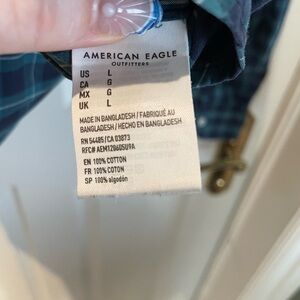 AMERICAN EAGLE
OUTFITTERS
US L
CA G
MX G
UK L
MADE IN BANGLADESH / FABRIQUÉ AU
BANGLADESH / HECHO EN BANGLADESH
RN 54485/CA 03873
RFC# AEM120605U9A
EN 100% COTTON
FR 100% COTON
SP 100% algodón